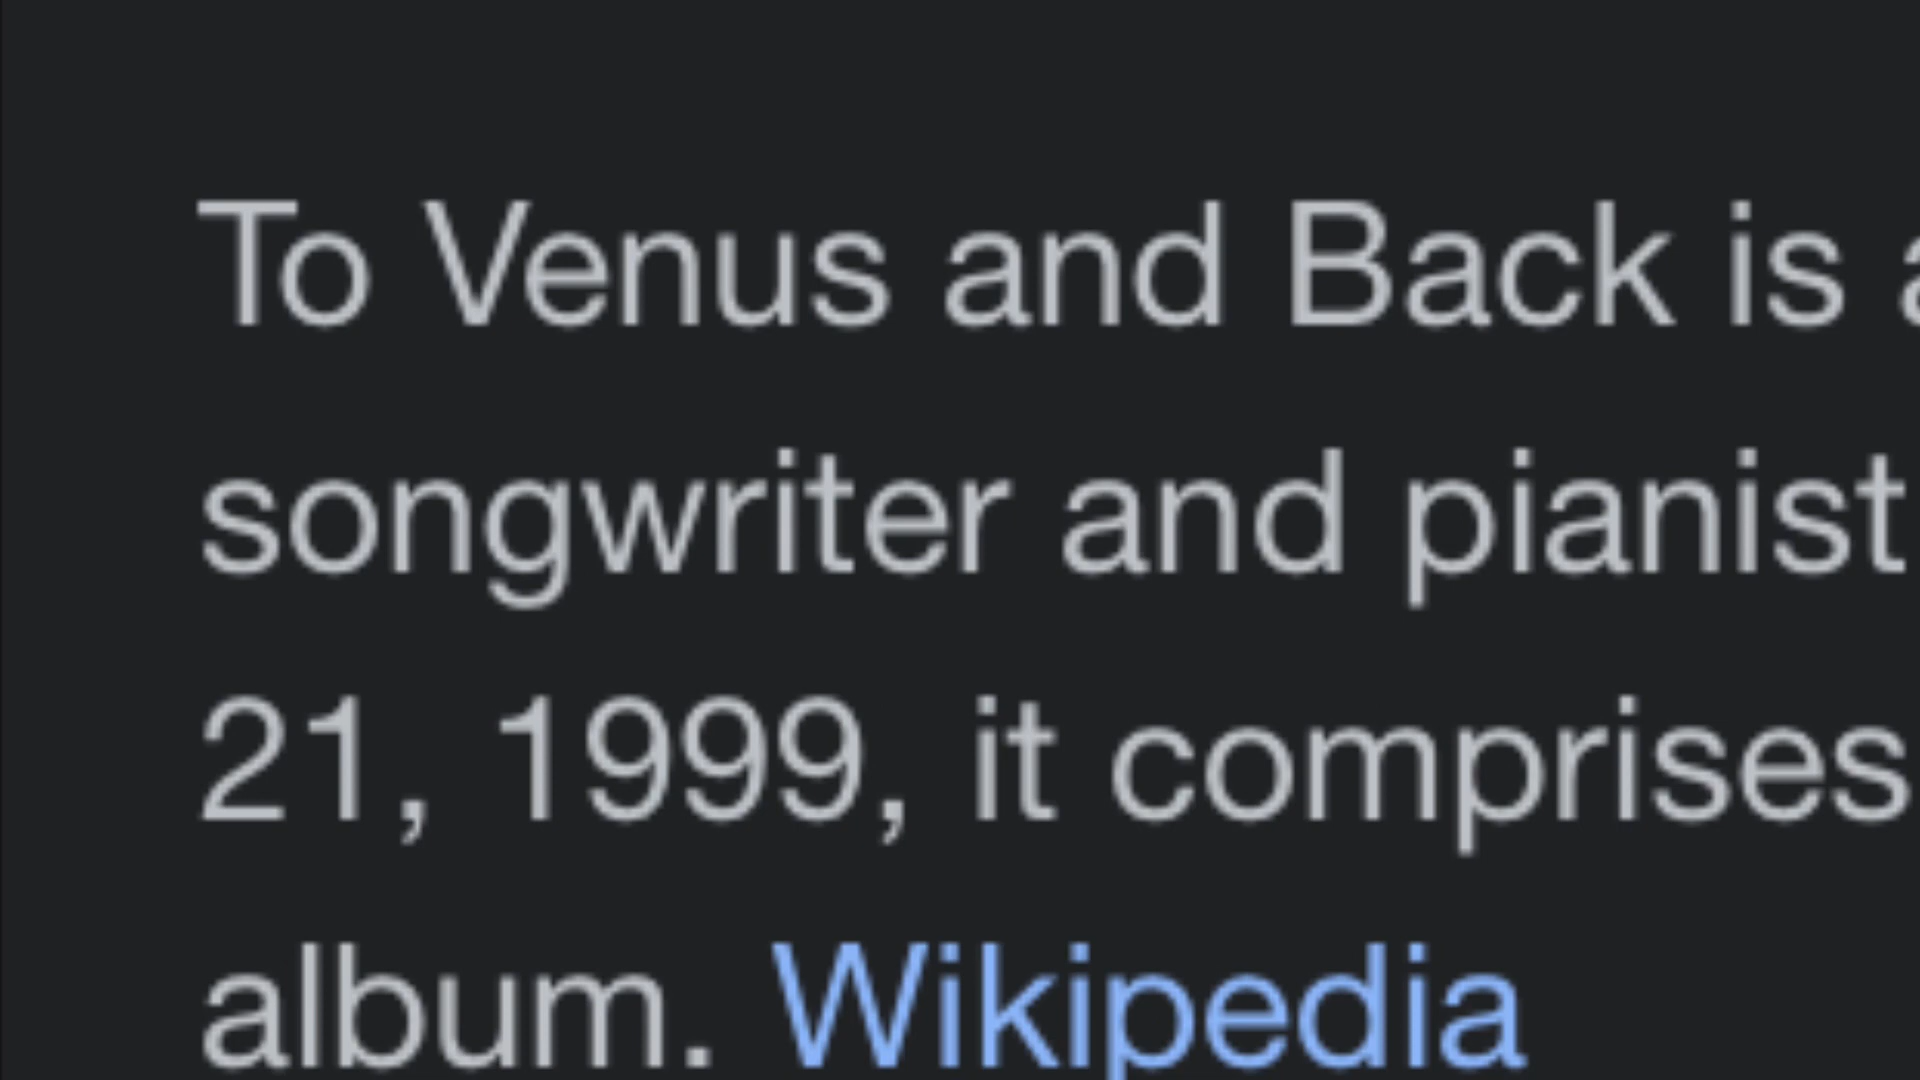 To Venus and Back is
songwriter and pianist
21, 1999, it comprises
album. Wikipedia